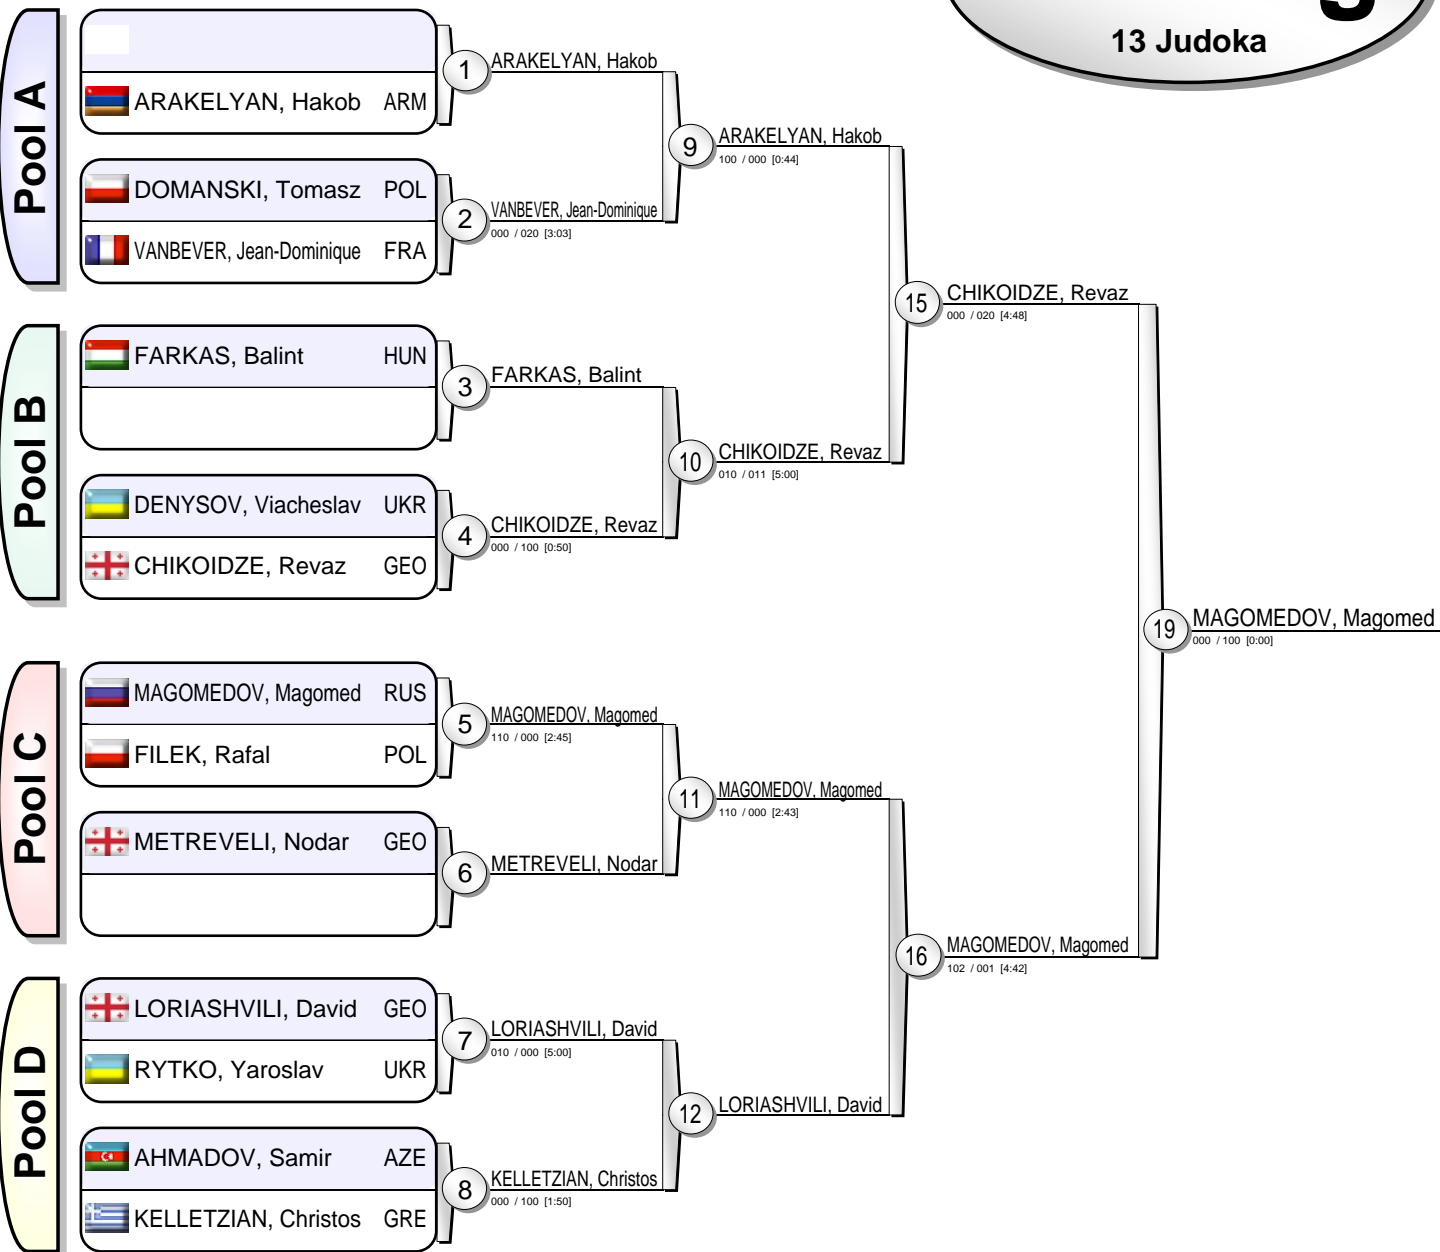 13 Judoka
Pool A
ARAKELYAN, Hakob ARM
DOMANSKI, Tomasz POL
VANBEVER, Jean-Dominique FRA
1 ARAKELYAN, Hakob
2 VANBEVER, Jean-Dominique
000 / 020 [3:03]
9 ARAKELYAN, Hakob
100 / 000 [0:44]
Pool B
FARKAS, Balint HUN
DENYSOV, Viacheslav UKR
CHIKOIDZE, Revaz GEO
3 FARKAS, Balint
4 CHIKOIDZE, Revaz
000 / 100 [0:50]
10 CHIKOIDZE, Revaz
010 / 011 [5:00]
15 CHIKOIDZE, Revaz
000 / 020 [4:48]
Pool C
MAGOMEDOV, Magomed RUS
FILEK, Rafal POL
METREVELI, Nodar GEO
5 MAGOMEDOV, Magomed
110 / 000 [2:45]
6 METREVELI, Nodar
11 MAGOMEDOV, Magomed
110 / 000 [2:43]
Pool D
LORIASHVILI, David GEO
RYTKO, Yaroslav UKR
AHMADOV, Samir AZE
KELLETZIAN, Christos GRE
7 LORIASHVILI, David
010 / 000 [5:00]
8 KELLETZIAN, Christos
000 / 100 [1:50]
12 LORIASHVILI, David
16 MAGOMEDOV, Magomed
102 / 001 [4:42]
19 MAGOMEDOV, Magomed
000 / 100 [0:00]